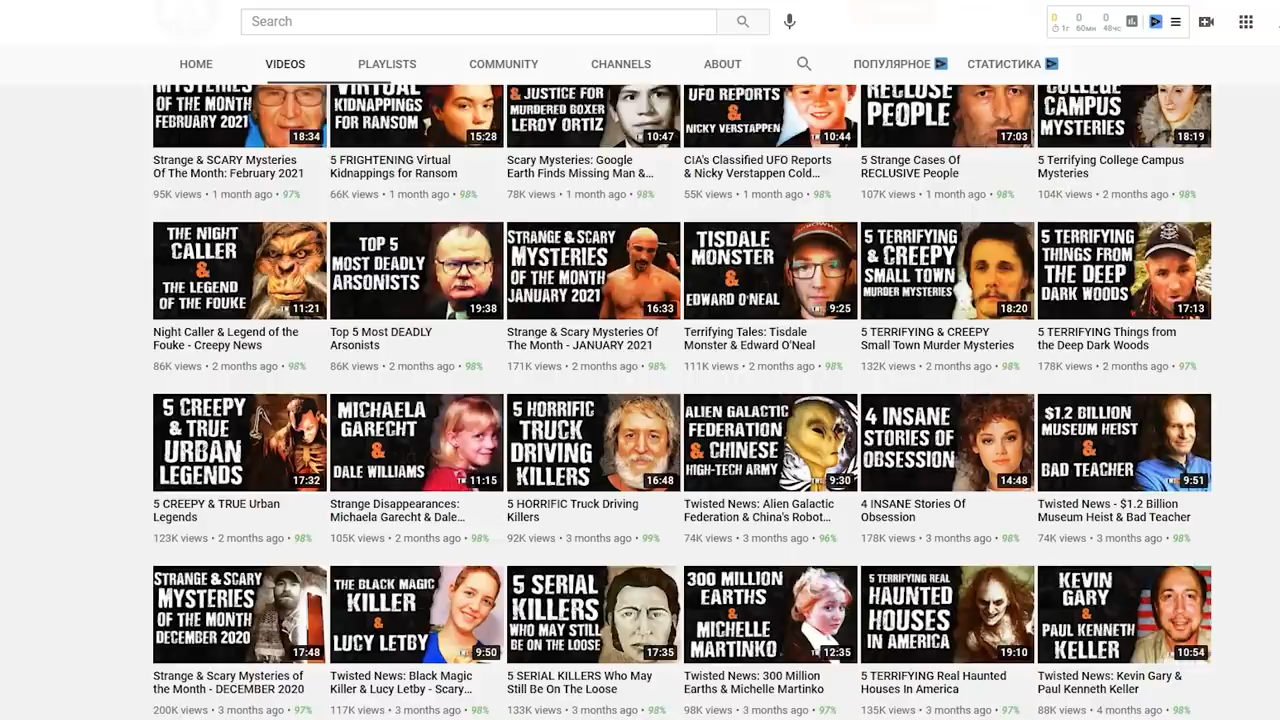 Search
0 0 0
1г 60мн 48чс
HOME VIDEOS PLAYLISTS COMMUNITY CHANNELS ABOUT ПОПУЛЯРНОЕ СТАТИСТИКА
MYSTERIES
OF THE MONTH
FEBRUARY 2021
18:34
VIRTUAL
KIDNAPPINGS
FOR RANSOM
15:28
& JUSTICE FOR
MURDERED BOXER
LEROY ORTIZ
10:47
UFO REPORTS
&
NICKY VERSTAPPEN
10:44
RECLUSE
PEOPLE
17:03
COLLEGE
CAMPUS
MYSTERIES
18:19
Strange & SCARY Mysteries
Of The Month: February 2021
95K views • 1 month ago • 97%
5 FRIGHTENING Virtual
Kidnappings for Ransom
66K views • 1 month ago • 98%
Scary Mysteries: Google
Earth Finds Missing Man &...
78K views • 1 month ago • 98%
CIA's Classified UFO Reports
& Nicky Verstappen Cold...
55K views • 1 month ago • 98%
5 Strange Cases Of
RECLUSIVE People
107K views • 1 month ago • 98%
5 Terrifying College Campus
Mysteries
104K views • 2 months ago • 98%
THE NIGHT
CALLER
&
THE LEGEND
OF THE FOUKE
11:21
TOP 5
MOST DEADLY
ARSONISTS
19:38
STRANGE & SCARY
MYSTERIES
OF THE MONTH
JANUARY 2021
16:33
TISDALE
MONSTER
&
EDWARD O'NEAL
9:25
5 TERRIFYING
& CREEPY
SMALL TOWN
MURDER MYSTERIES
18:20
5 TERRIFYING
THINGS FROM
THE DEEP
DARK WOODS
17:13
Night Caller & Legend of the
Fouke - Creepy News
86K views • 2 months ago • 98%
Top 5 Most DEADLY
Arsonists
86K views • 2 months ago • 98%
Strange & Scary Mysteries Of
The Month - JANUARY 2021
171K views • 2 months ago • 98%
Terrifying Tales: Tisdale
Monster & Edward O'Neal
111K views • 2 months ago • 98%
5 TERRIFYING & CREEPY
Small Town Murder Mysteries
132K views • 2 months ago • 98%
5 TERRIFYING Things from
the Deep Dark Woods
178K views • 2 months ago • 97%
5 CREEPY
& TRUE
URBAN
LEGENDS
17:32
MICHAELA
GARECHT
&
DALE WILLIAMS
11:15
5 HORRIFIC
TRUCK
DRIVING
KILLERS
16:48
ALIEN GALACTIC
FEDERATION
& CHINESE
HIGH-TECH ARMY
9:30
4 INSANE
STORIES OF
OBSESSION
14:48
$1.2 BILLION
MUSEUM HEIST
&
BAD TEACHER
9:51
5 CREEPY & TRUE Urban
Legends
123K views • 2 months ago • 98%
Strange Disappearances:
Michaela Garecht & Dale...
105K views • 2 months ago • 98%
5 HORRIFIC Truck Driving
Killers
92K views • 3 months ago • 99%
Twisted News: Alien Galactic
Federation & China's Robot...
74K views • 3 months ago • 96%
4 INSANE Stories Of
Obsession
178K views • 3 months ago • 98%
Twisted News - $1.2 Billion
Museum Heist & Bad Teacher
74K views • 3 months ago • 98%
STRANGE & SCARY
MYSTERIES
OF THE MONTH
DECEMBER 2020
17:48
THE BLACK MAGIC
KILLER
&
LUCY LETBY
9:50
5 SERIAL
KILLERS
WHO MAY STILL
BE ON THE LOOSE
17:35
300 MILLION
EARTHS
&
MICHELLE
MARTINKO
12:35
5 TERRIFYING REAL
HAUNTED
HOUSES
IN AMERICA
19:10
KEVIN
GARY
&
PAUL KENNETH
KELLER
10:54
Strange & Scary Mysteries of
the Month - DECEMBER 2020
200K views • 3 months ago • 97%
Twisted News: Black Magic
Killer & Lucy Letby - Scary...
117K views • 3 months ago • 98%
5 SERIAL KILLERS Who May
Still Be On The Loose
133K views • 3 months ago • 98%
Twisted News: 300 Million
Earths & Michelle Martinko
98K views • 3 months ago • 97%
5 TERRIFYING Real Haunted
Houses In America
135K views • 3 months ago • 97%
Twisted News: Kevin Gary &
Paul Kenneth Keller
88K views • 4 months ago • 98%